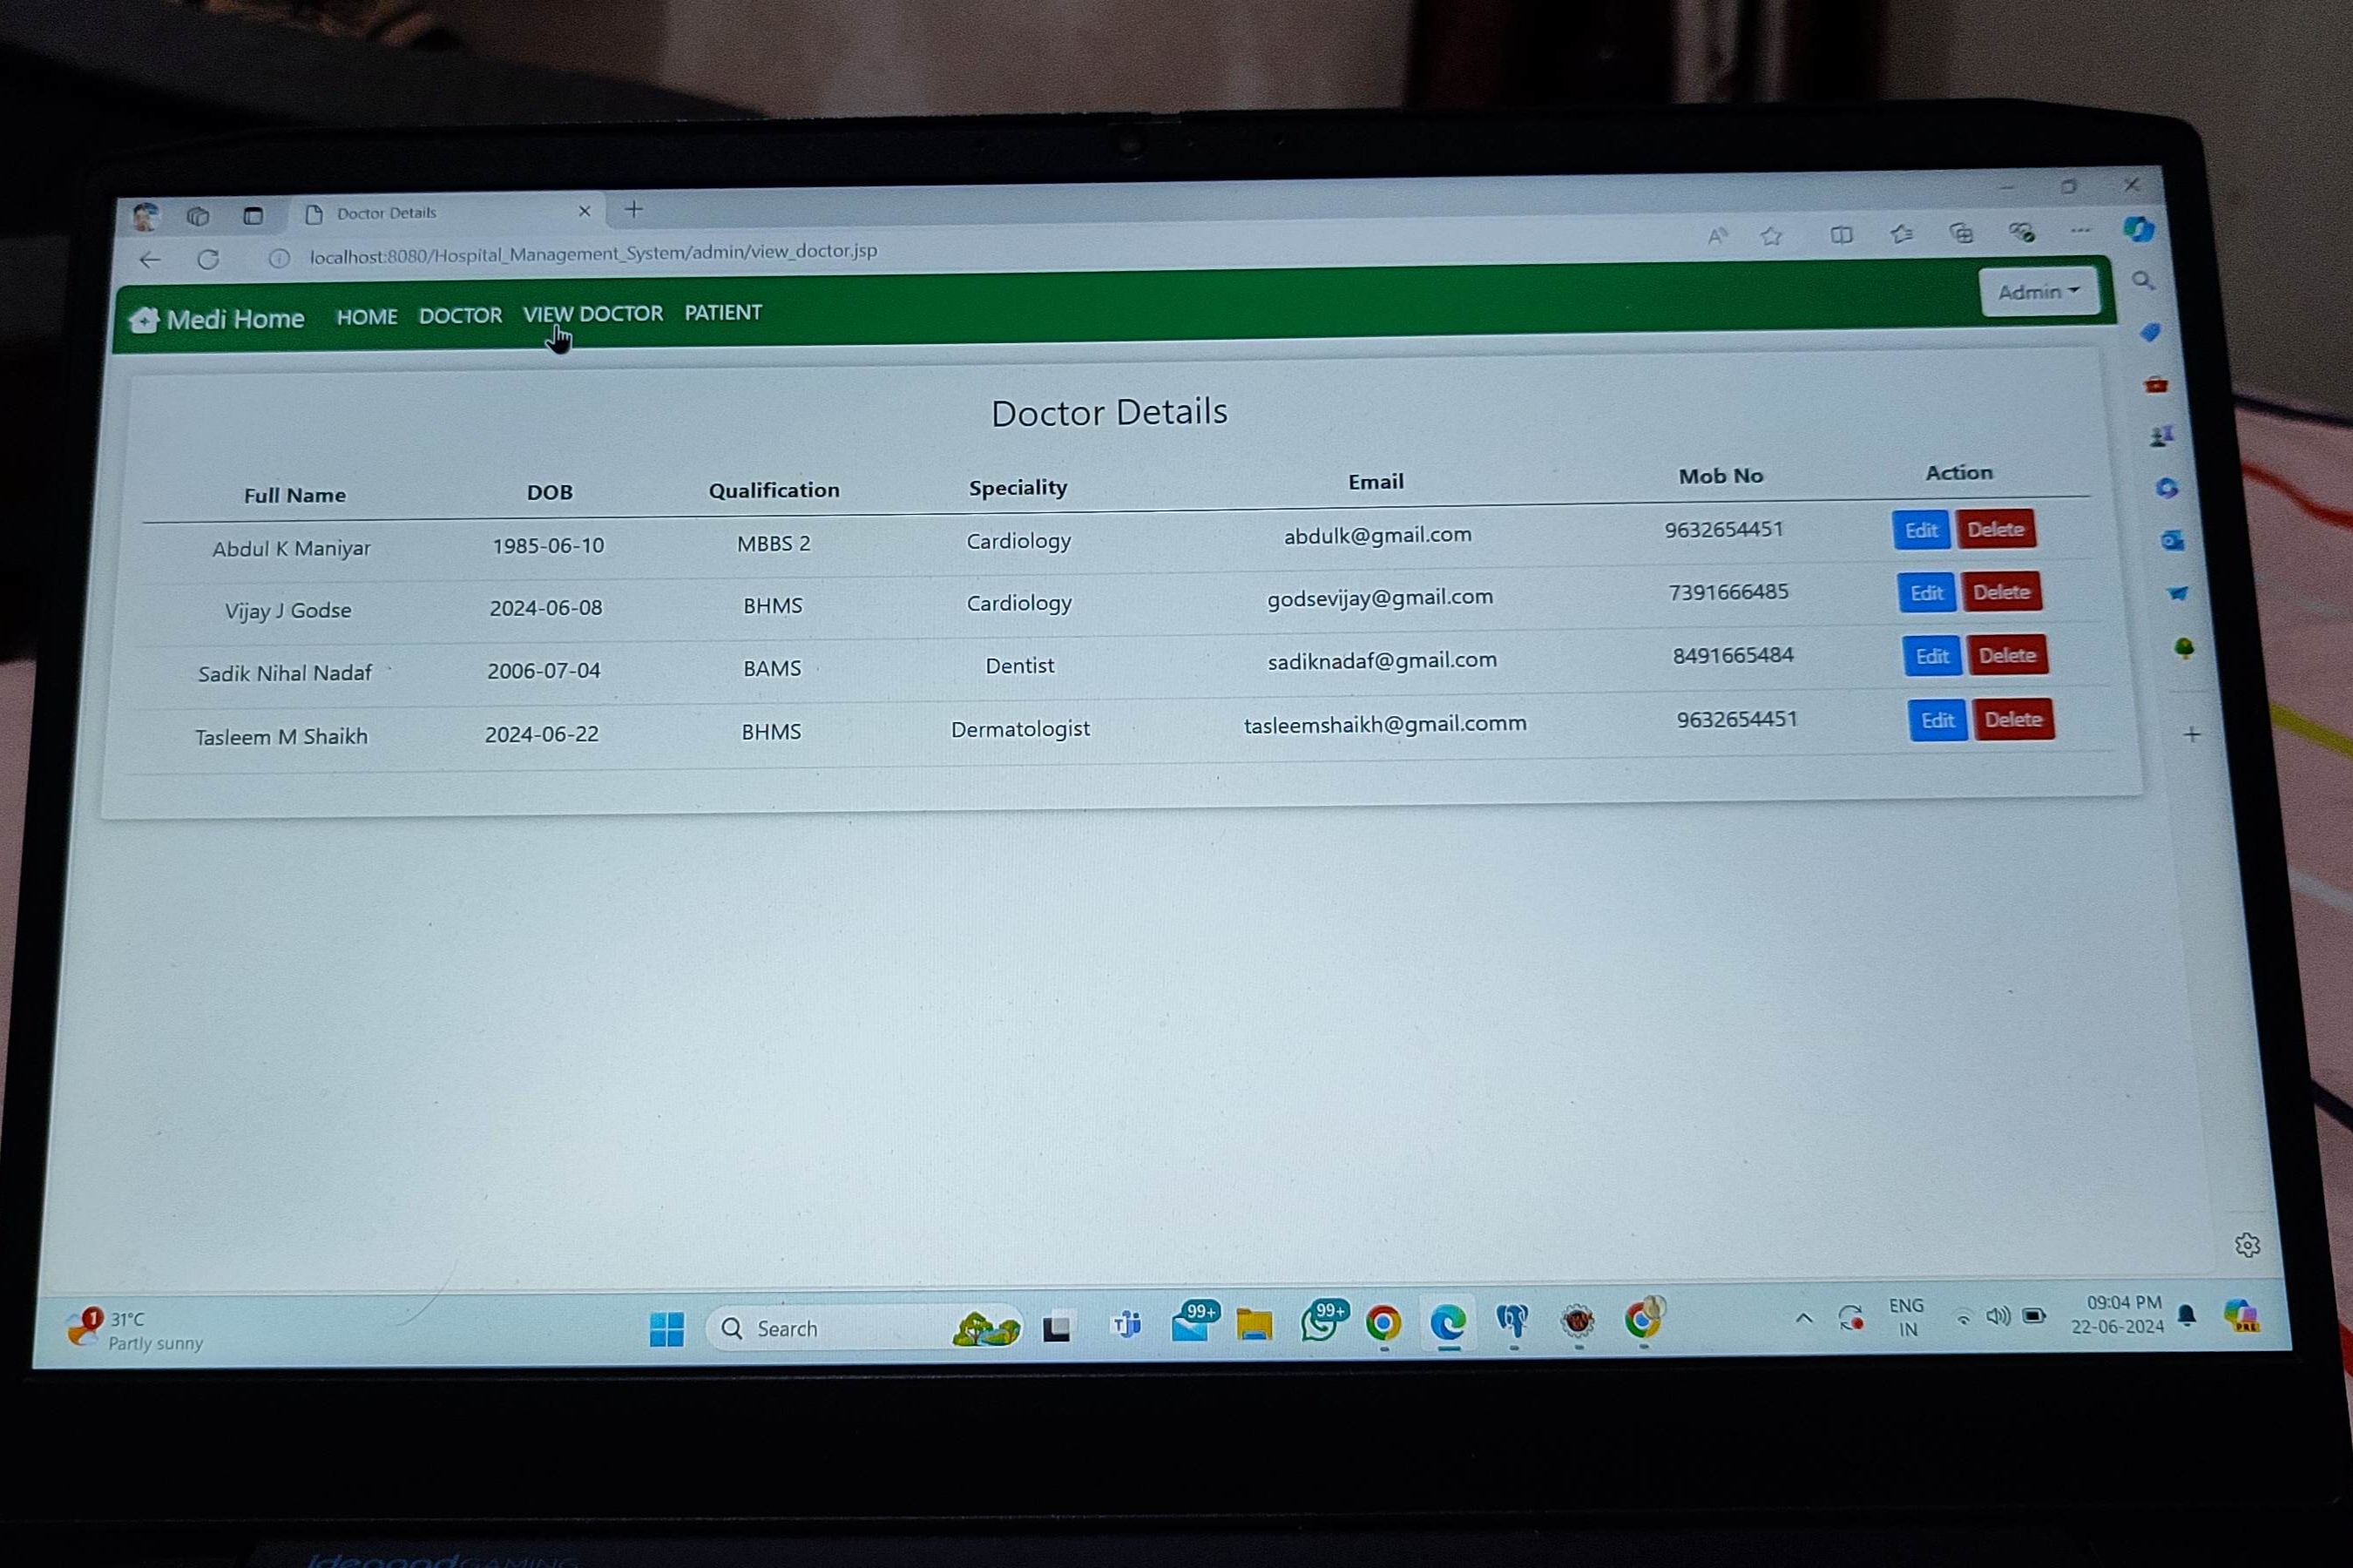 Doctor Details
localhost:8080/Hospital_Management_System/admin/view_doctor.jsp
Medi Home HOME DOCTOR VIEW DOCTOR PATIENT Admin
Doctor Details
Full Name DOB Qualification Speciality Email Mob No Action
Abdul K Maniyar 1985-06-10 MBBS 2 Cardiology abdulk@gmail.com 9632654451 Edit Delete
Vijay J Godse 2024-06-08 BHMS Cardiology godsevijay@gmail.com 7391666485 Edit Delete
Sadik Nihal Nadaf 2006-07-04 BAMS Dentist sadiknadaf@gmail.com 8491665484 Edit Delete
Tasleem M Shaikh 2024-06-22 BHMS Dermatologist tasleemshaikh@gmail.comm 9632654451 Edit Delete
1 31°C
Partly sunny
Search
99+
99+
ENG
IN
09:04 PM
22-06-2024
PRE
ideapad GAMING